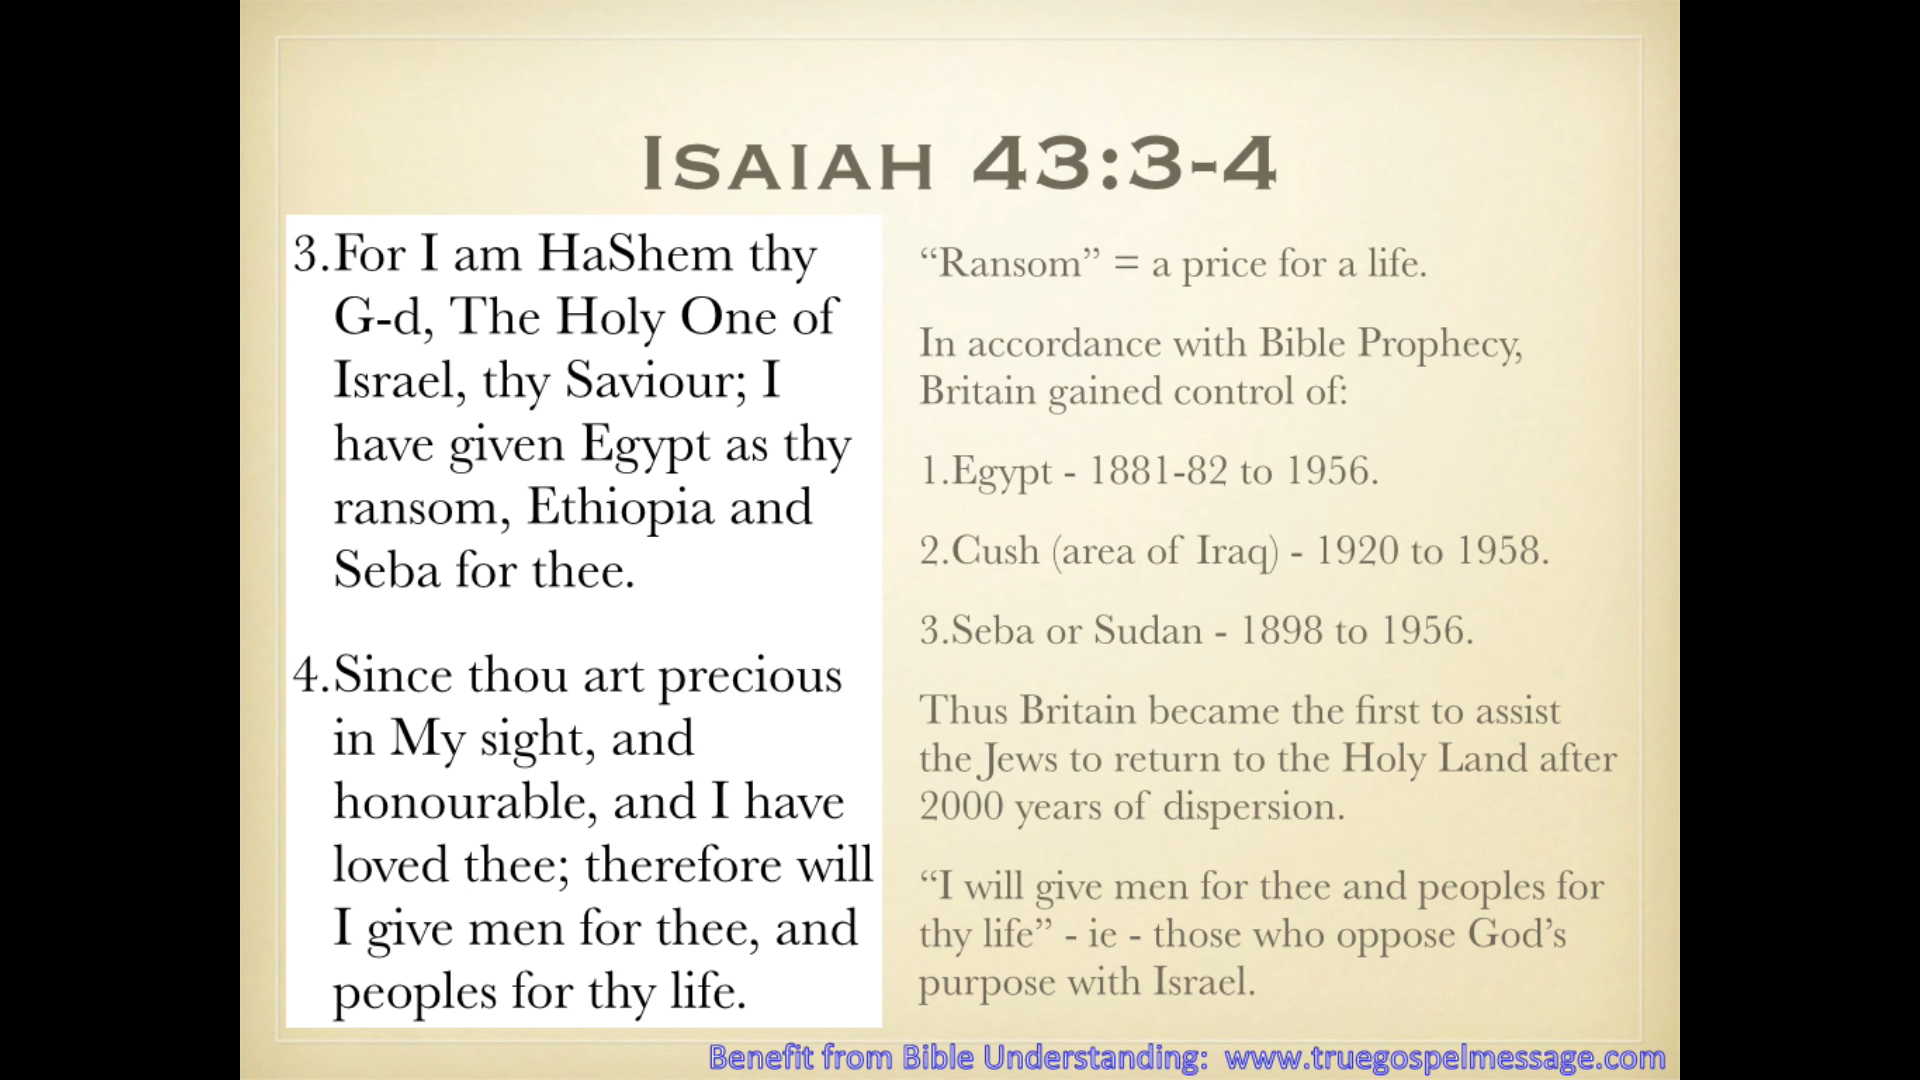 Isaiah 43:3-4
3.For I am HaShem thy
G-d, The Holy One of
Israel, thy Saviour; I
have given Egypt as thy
ransom, Ethiopia and
Seba for thee.
4.Since thou art precious
in My sight, and
honourable, and I have
loved thee; therefore will
I give men for thee, and
peoples for thy life.
“Ransom” = a price for a life.
In accordance with Bible Prophecy,
Britain gained control of:
1.Egypt - 1881-82 to 1956.
2.Cush (area of Iraq) - 1920 to 1958.
3.Seba or Sudan - 1898 to 1956.
Thus Britain became the first to assist
the Jews to return to the Holy Land after
2000 years of dispersion.
“I will give men for thee and peoples for
thy life” - ie - those who oppose God’s
purpose with Israel.
Benefit from Bible Understanding: www.truegospelmessage.com